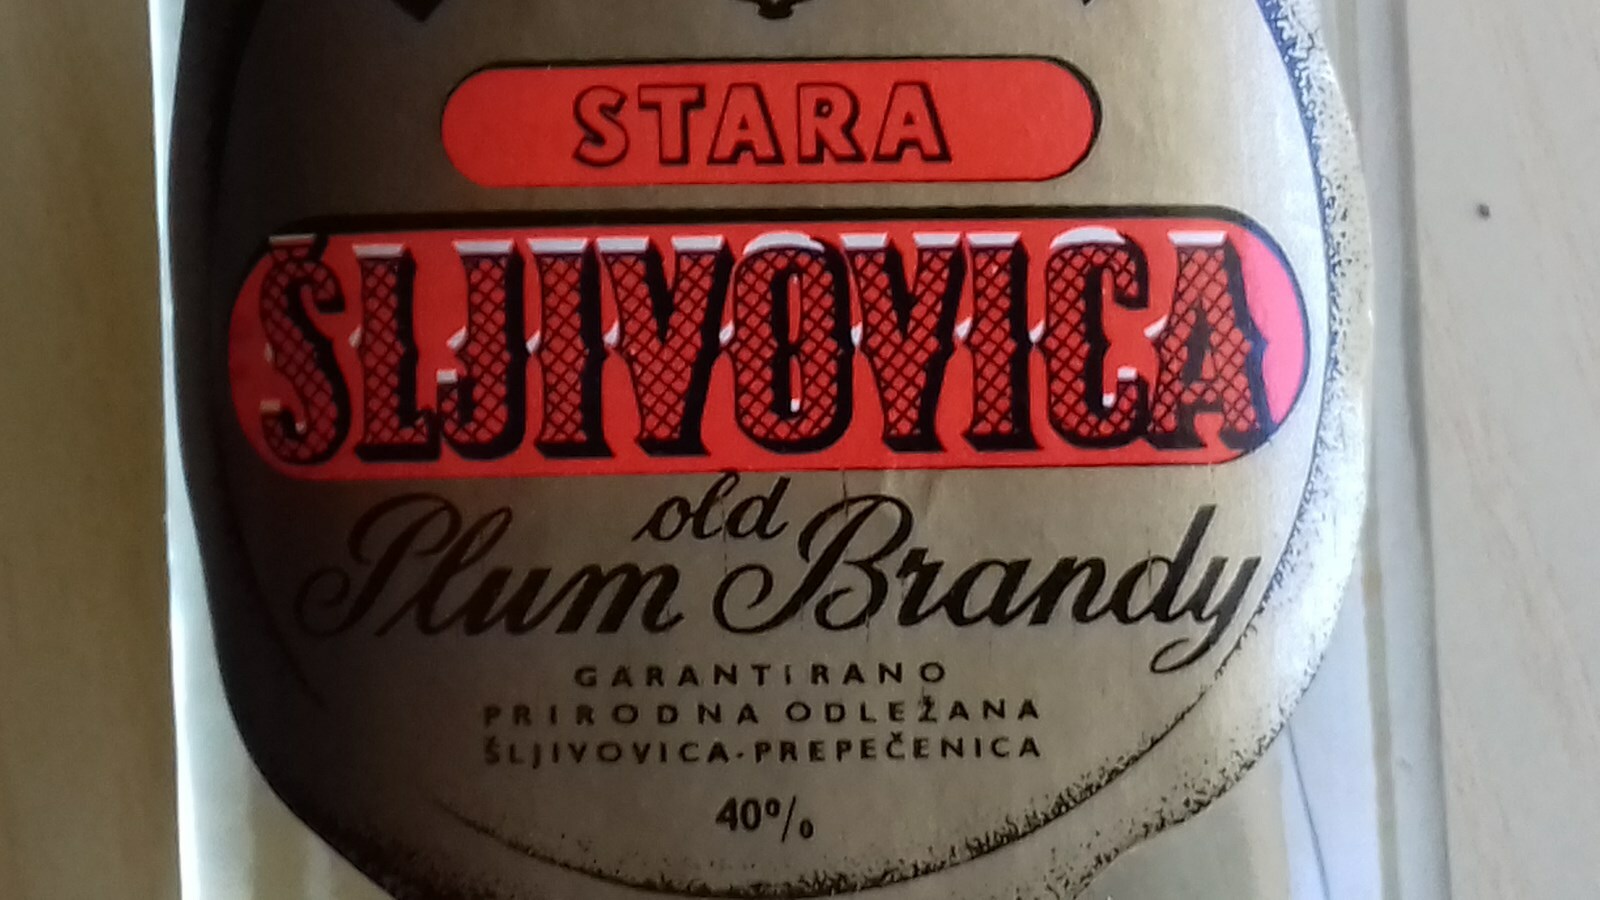 STARA
ŠLJIVOVICA
old
Plum Brandy
GARANTIRANO
PRIRODNA ODLEŽANA
ŠLJIVOVICA-PREPEČENICA
40%